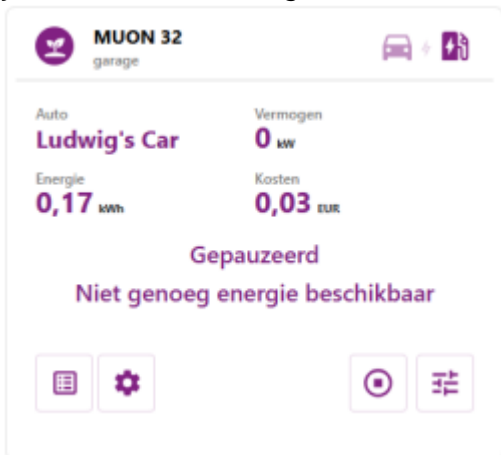 MUON 32
garage
Auto
Vermogen
Ludwig's Car
0 kW
Energie
Kosten
0,17 kWh
0,03 EUR
Gepauzeerd
Niet genoeg energie beschikbaar